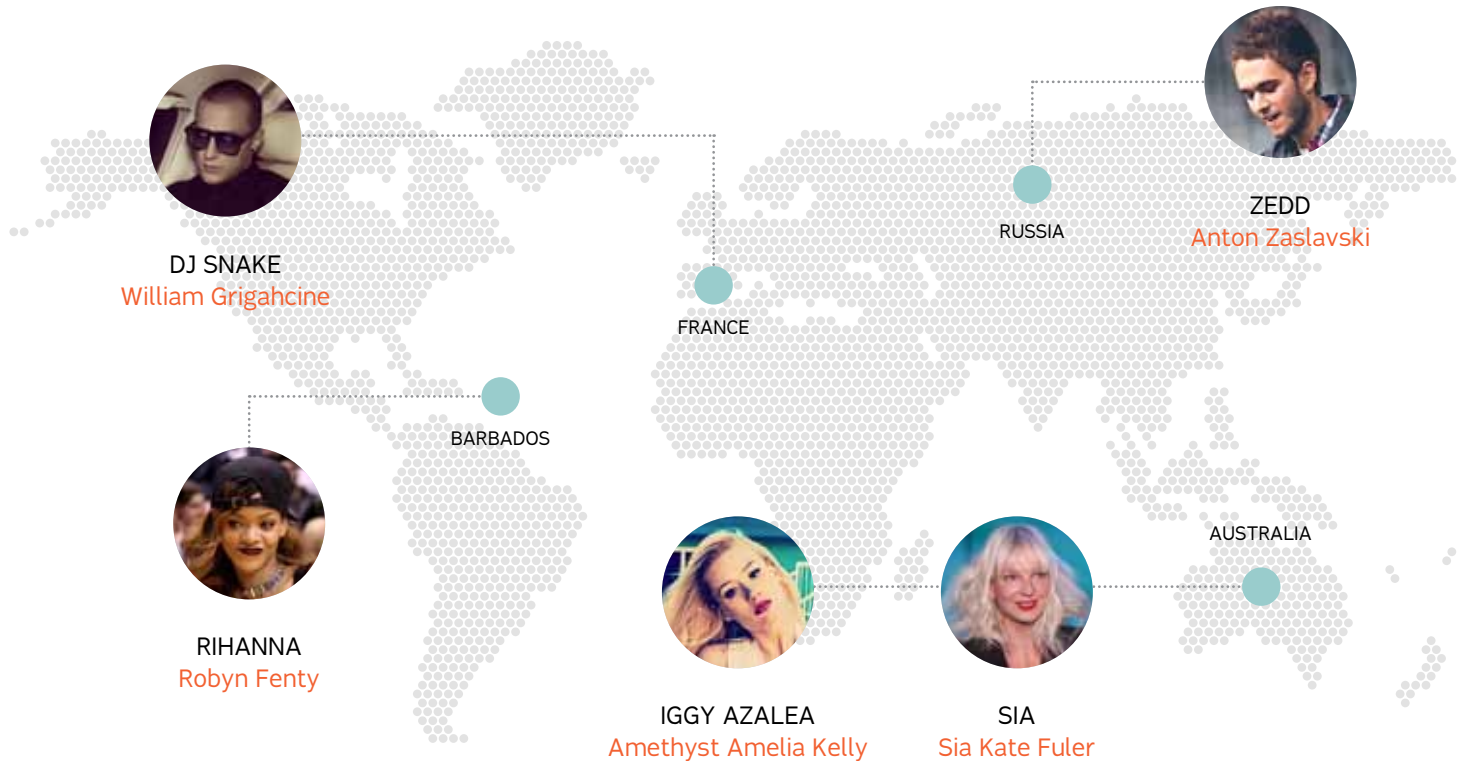 ZEDD
Anton Zaslavski
RUSSIA
DJ SNAKE
William Grigahcine
FRANCE
BARBADOS
AUSTRALIA
RIHANNA
Robyn Fenty
IGGY AZALEA
Amethyst Amelia Kelly
SIA
Sia Kate Fuler